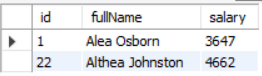 id fullName salary
1 Alea Osborn 3647
22 Althea Johnston 4662